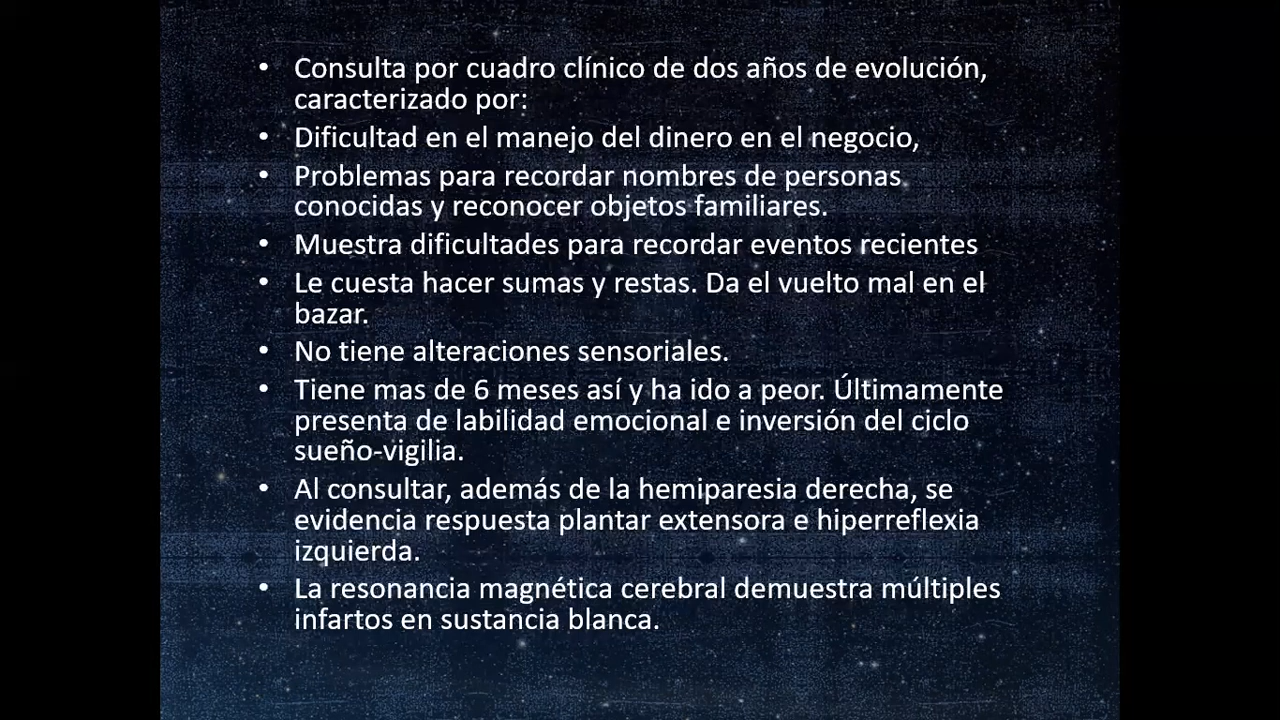 • Consulta por cuadro clínico de dos años de evolución,
caracterizado por:
• Dificultad en el manejo del dinero en el negocio,
• Problemas para recordar nombres de personas
conocidas y reconocer objetos familiares.
• Muestra dificultades para recordar eventos recientes
• Le cuesta hacer sumas y restas. Da el vuelto mal en el
bazar.
• No tiene alteraciones sensoriales.
• Tiene mas de 6 meses así y ha ido a peor. Últimamente
presenta de labilidad emocional e inversión del ciclo
sueño-vigilia.
• Al consultar, además de la hemiparesia derecha, se
evidencia respuesta plantar extensora e hiperreflexia
izquierda.
• La resonancia magnética cerebral demuestra múltiples
infartos en sustancia blanca.